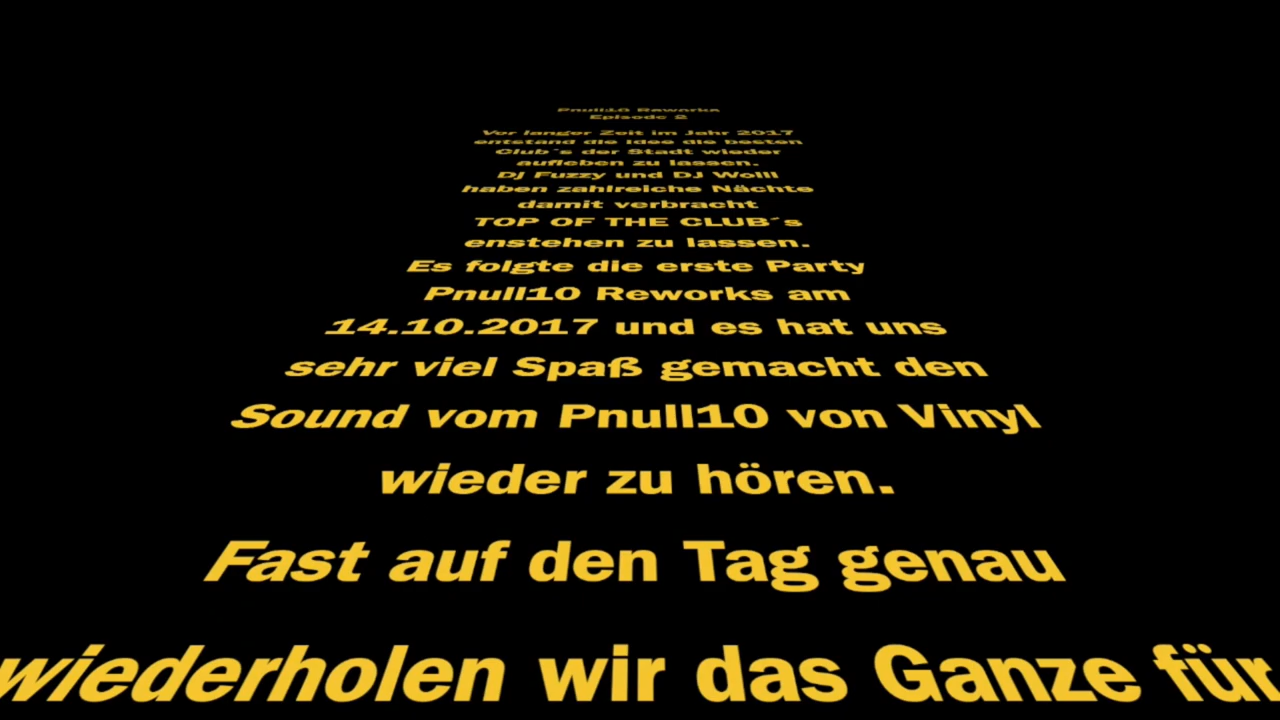 Pnull10 Reworks
Episode 2
Vor langer Zeit im Jahr 2017
entstand die Idee die besten
Club´s der Stadt wieder
aufleben zu lassen.
DJ Fuzzy und DJ Wolli
haben zahlreiche Nächte
damit verbracht
TOP OF THE CLUB´s
enstehen zu lassen.
Es folgte die erste Party
Pnull10 Reworks am
14.10.2017 und es hat uns
sehr viel Spaß gemacht den
Sound vom Pnull10 von Vinyl
wieder zu hören.
Fast auf den Tag genau
wiederholen wir das Ganze für